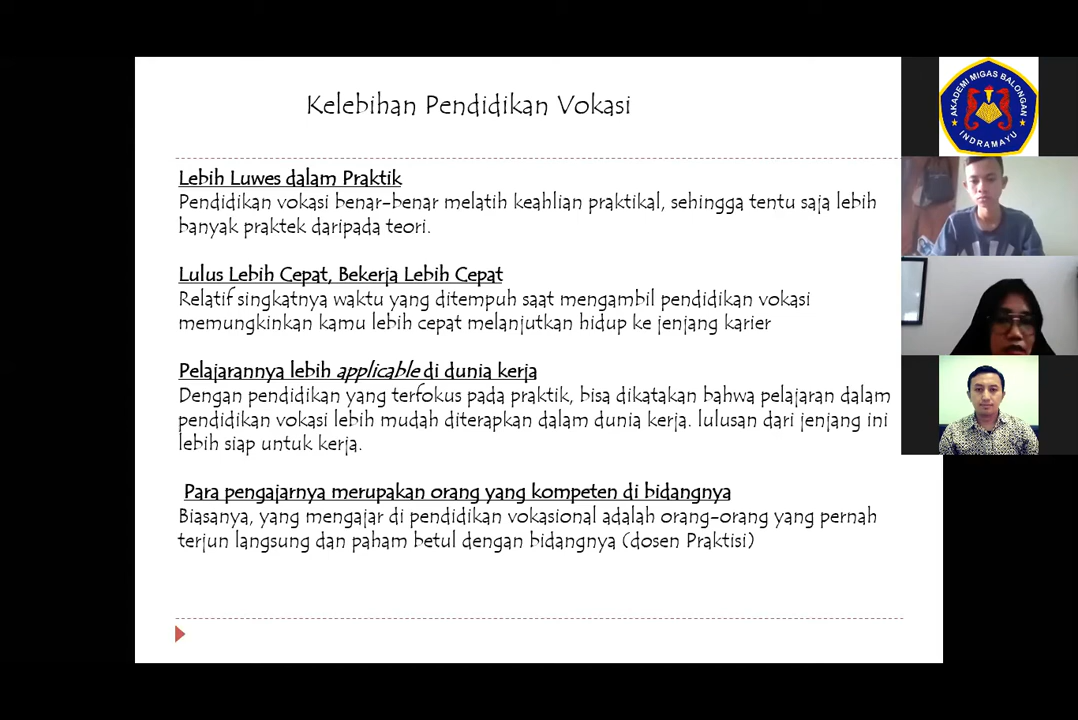 Kelebihan Pendidikan Vokasi
Lebih Luwes dalam Praktik
Pendidikan vokasi benar-benar melatih keahlian praktikal, sehingga tentu saja lebih
banyak praktek daripada teori.
Lulus Lebih Cepat, Bekerja Lebih Cepat
Relatif singkatnya waktu yang ditempuh saat mengambil pendidikan vokasi
memungkinkan kamu lebih cepat melanjutkan hidup ke jenjang karier
Pelajarannya lebih applicable di dunia kerja
Dengan pendidikan yang terfokus pada praktik, bisa dikatakan bahwa pelajaran dalam
pendidikan vokasi lebih mudah diterapkan dalam dunia kerja. lulusan dari jenjang ini
lebih siap untuk kerja.
Para pengajarnya merupakan orang yang kompeten di bidangnya
Biasanya, yang mengajar di pendidikan vokasional adalah orang-orang yang pernah
terjun langsung dan paham betul dengan bidangnya (dosen Praktisi)
AKADEMI MIGAS BALONGAN
INDRAMAYU